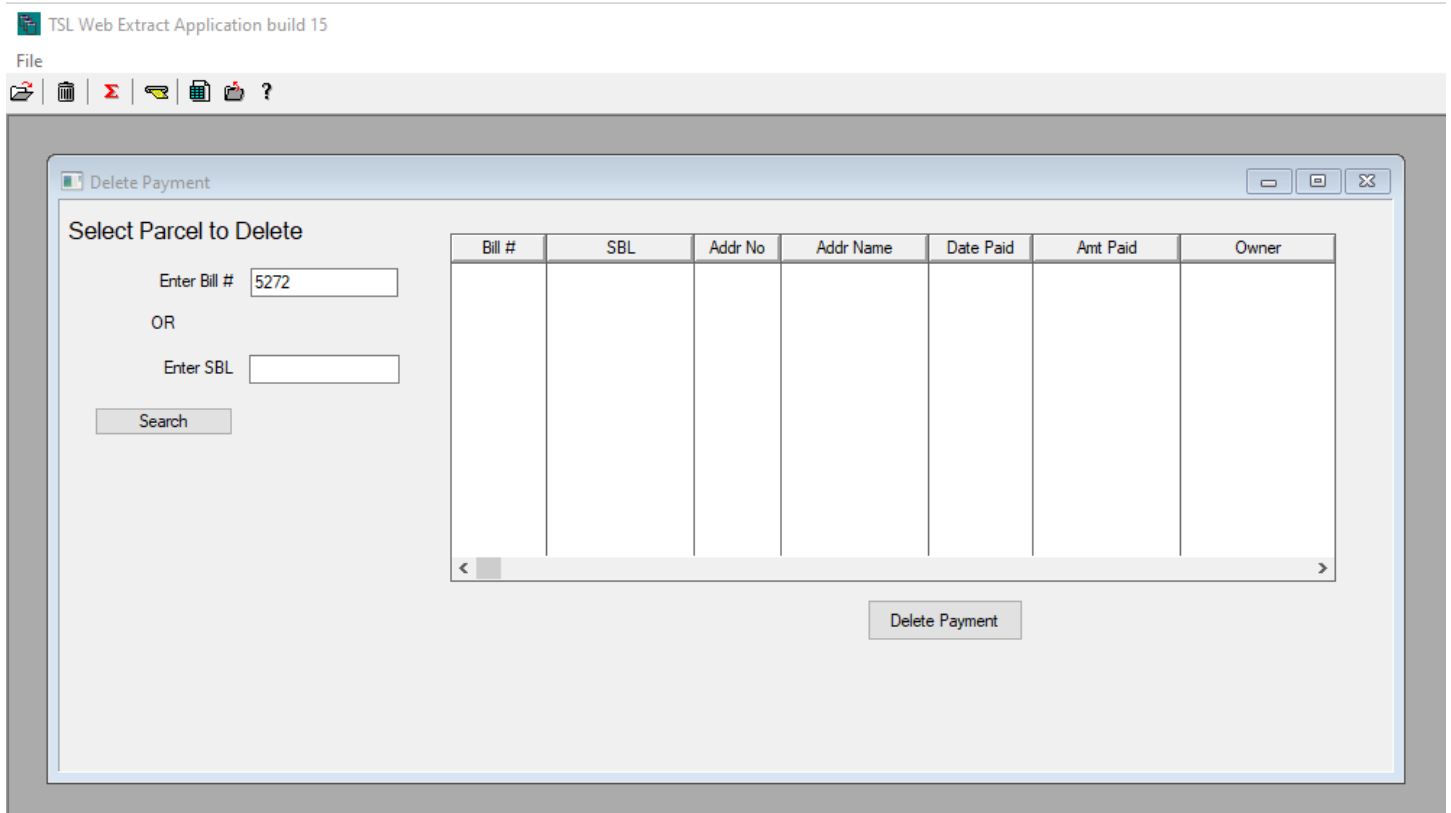 TSL Web Extract Application build 15
File
?
Delete Payment
Select Parcel to Delete
Enter Bill # 5272
OR
Enter SBL
Search
Bill # SBL Addr No Addr Name Date Paid Amt Paid Owner
Delete Payment